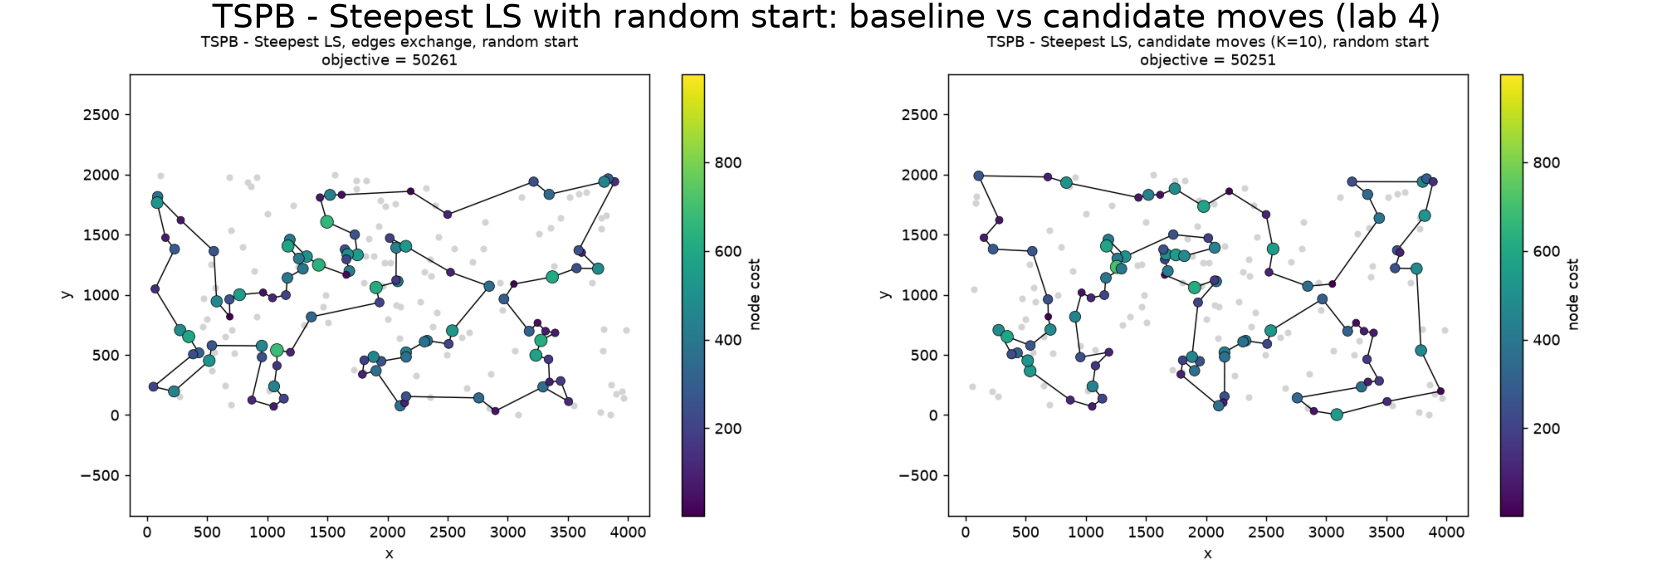 TSPB - Steepest LS with random start: baseline vs candidate moves (lab 4)
TSPB - Steepest LS, edges exchange, random start
objective = 50261
2500
2000
1500
1000
500
0
−500
y
0 500 1000 1500 2000 2500 3000 3500 4000
x
800
600
400
200
node cost
TSPB - Steepest LS, candidate moves (K=10), random start
objective = 50251
2500
2000
1500
1000
500
0
−500
y
0 500 1000 1500 2000 2500 3000 3500 4000
x
800
600
400
200
node cost